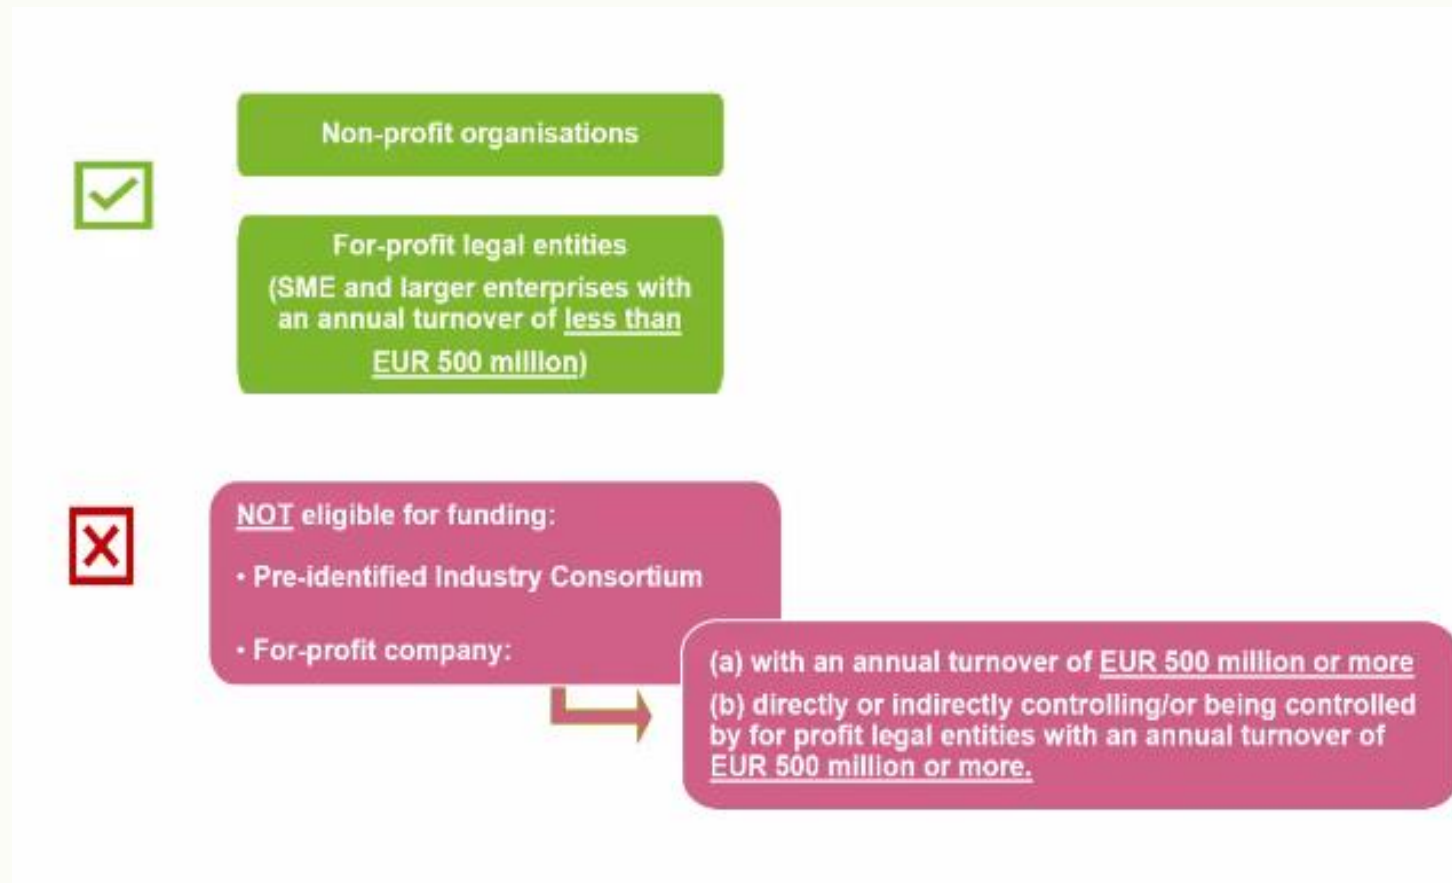 Non-profit organisations
For-profit legal entities
(SME and larger enterprises with
an annual turnover of less than
EUR 500 million)
NOT eligible for funding:
• Pre-identified Industry Consortium
• For-profit company:
(a) with an annual turnover of EUR 500 million or more
(b) directly or indirectly controlling/or being controlled
by for profit legal entities with an annual turnover of
EUR 500 million or more.